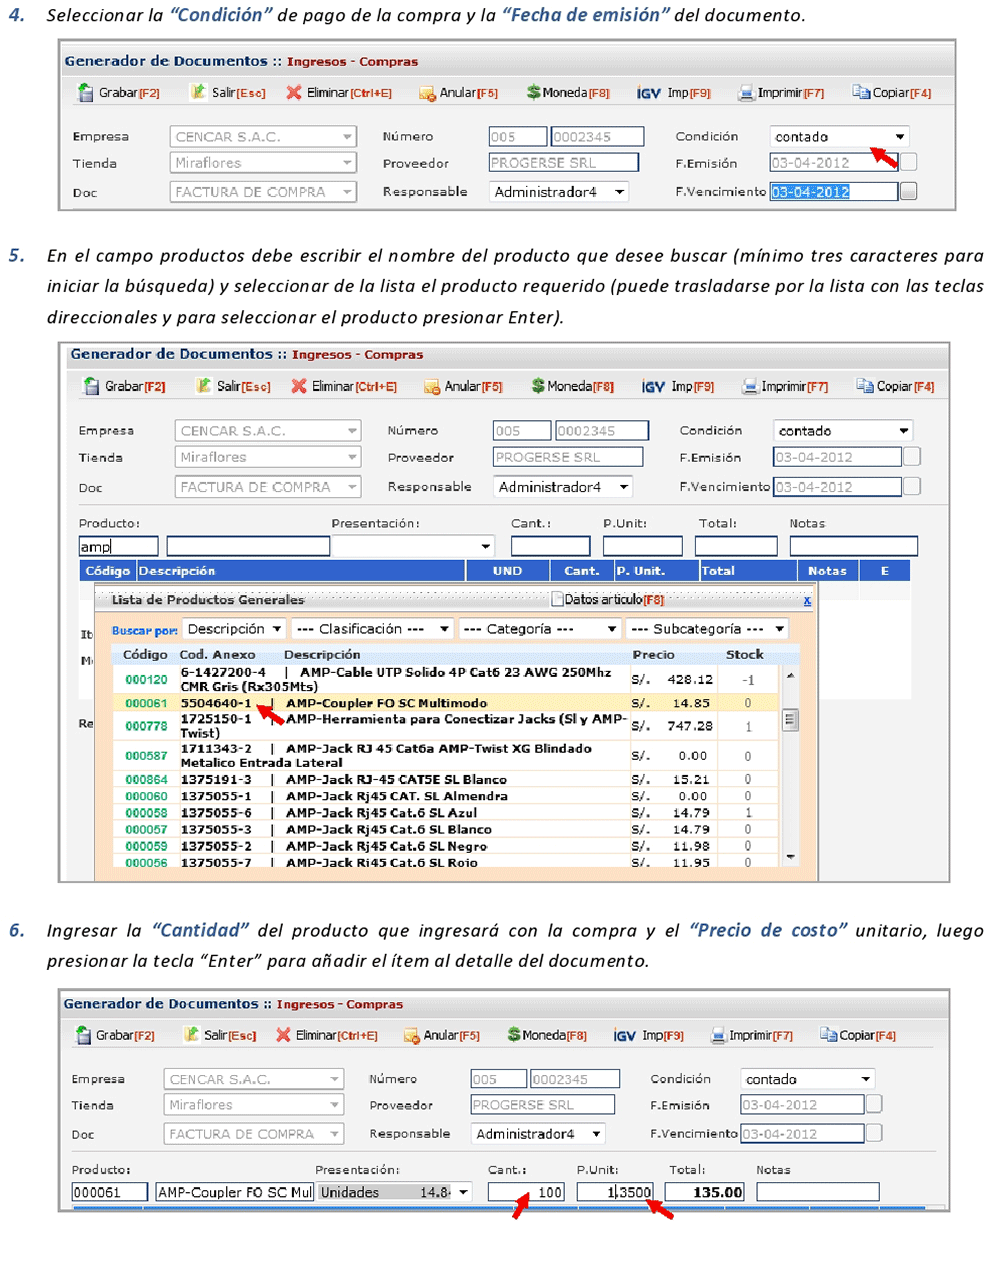 4. Seleccionar la “Condición” de pago de la compra y la “Fecha de emisión” del documento.
Generador de Documentos :: Ingresos - Compras
Grabar[F2] Salir[Esc] Eliminar[Ctrl+E] Anular[F5] $Moneda[F8] IGV Imp[F9] Imprimir[F7] Copiar[F4]
Empresa CENCAR S.A.C. Número 005 0002345 Condición contado
Tienda Miraflores Proveedor PROGERSE SRL F.Emisión 03-04-2012
Doc FACTURA DE COMPRA Responsable Administrador4 F.Vencimiento 03-04-2012
5. En el campo productos debe escribir el nombre del producto que desee buscar (mínimo tres caracteres para
iniciar la búsqueda) y seleccionar de la lista el producto requerido (puede trasladarse por la lista con las teclas
direccionales y para seleccionar el producto presionar Enter).
Generador de Documentos :: Ingresos - Compras
Grabar[F2] Salir[Esc] Eliminar[Ctrl+E] Anular[F5] $Moneda[F8] IGV Imp[F9] Imprimir[F7] Copiar[F4]
Empresa CENCAR S.A.C. Número 005 0002345 Condición contado
Tienda Miraflores Proveedor PROGERSE SRL F.Emisión 03-04-2012
Doc FACTURA DE COMPRA Responsable Administrador4 F.Vencimiento 03-04-2012
Producto: Presentación: Cant.: P.Unit: Total: Notas
amp
Código Descripción UND Cant. P. Unit. Total Notas E
Lista de Productos Generales Datos articulo[F8] x
Buscar por: Descripción --- Clasificación --- --- Categoría --- --- Subcategoría ---
Código Cod. Anexo Descripción Precio Stock
000120 6-1427200-4 | AMP-Cable UTP Solido 4P Cat6 23 AWG 250Mhz S/. 428.12 -1
CMR Gris (Rx305Mts)
000061 5504640-1 | AMP-Coupler FO SC Multimodo S/. 14.85 0
000778 1725150-1 | AMP-Herramienta para Conectizar Jacks (Sl y AMP- S/. 747.28 1
Twist)
000587 1711343-2 | AMP-Jack RJ 45 Cat6a AMP-Twist XG Blindado S/. 0.00 0
Metalico Entrada Lateral
000864 1375191-3 | AMP-Jack RJ-45 CAT5E SL Blanco S/. 15.21 0
000060 1375055-1 | AMP-Jack Rj45 CAT. SL Almendra S/. 0.00 0
000058 1375055-6 | AMP-Jack Rj45 Cat.6 SL Azul S/. 14.79 1
000057 1375055-3 | AMP-Jack Rj45 Cat.6 SL Blanco S/. 14.79 0
000059 1375055-2 | AMP-Jack Rj45 Cat.6 SL Negro S/. 11.98 0
000056 1375055-7 | AMP-Jack Rj45 Cat.6 SL Rojo S/. 11.95 0
6. Ingresar la “Cantidad” del producto que ingresará con la compra y el “Precio de costo” unitario, luego
presionar la tecla “Enter” para añadir el ítem al detalle del documento.
Generador de Documentos :: Ingresos - Compras
Grabar[F2] Salir[Esc] Eliminar[Ctrl+E] Anular[F5] $Moneda[F8] IGV Imp[F9] Imprimir[F7] Copiar[F4]
Empresa CENCAR S.A.C. Número 005 0002345 Condición contado
Tienda Miraflores Proveedor PROGERSE SRL F.Emisión 03-04-2012
Doc FACTURA DE COMPRA Responsable Administrador4 F.Vencimiento 03-04-2012
Producto: Presentación: Cant.: P.Unit: Total: Notas
000061 AMP-Coupler FO SC Mul Unidades 14.8 100 1.3500 135.00